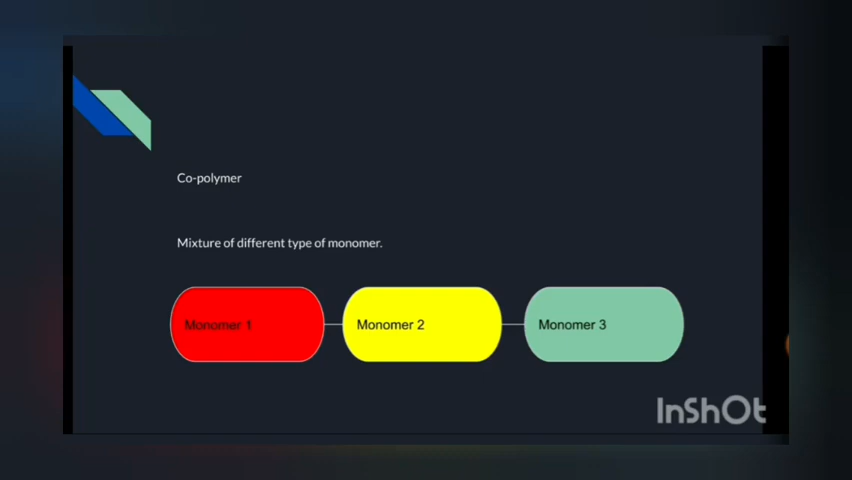 Co-polymer
Mixture of different type of monomer.
Monomer 1 Monomer 2 Monomer 3
InShOt